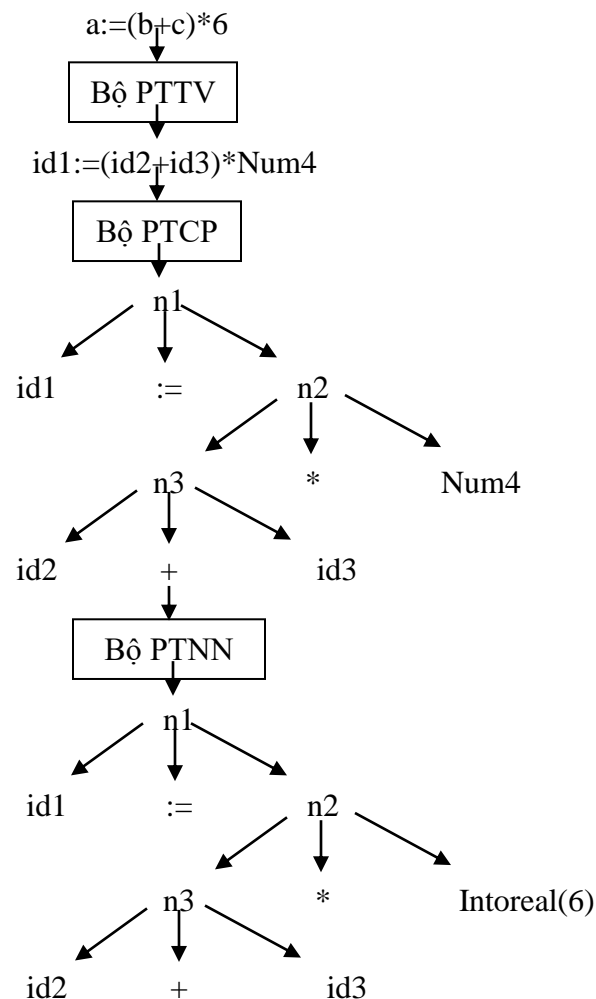 a:=(b+c)*6
Bộ PTTV
id1:=(id2+id3)*Num4
Bộ PTCP
n1
id1 := n2
n3 * Num4
id2 + id3
Bộ PTNN
n1
id1 := n2
n3 * Intoreal(6)
id2 + id3